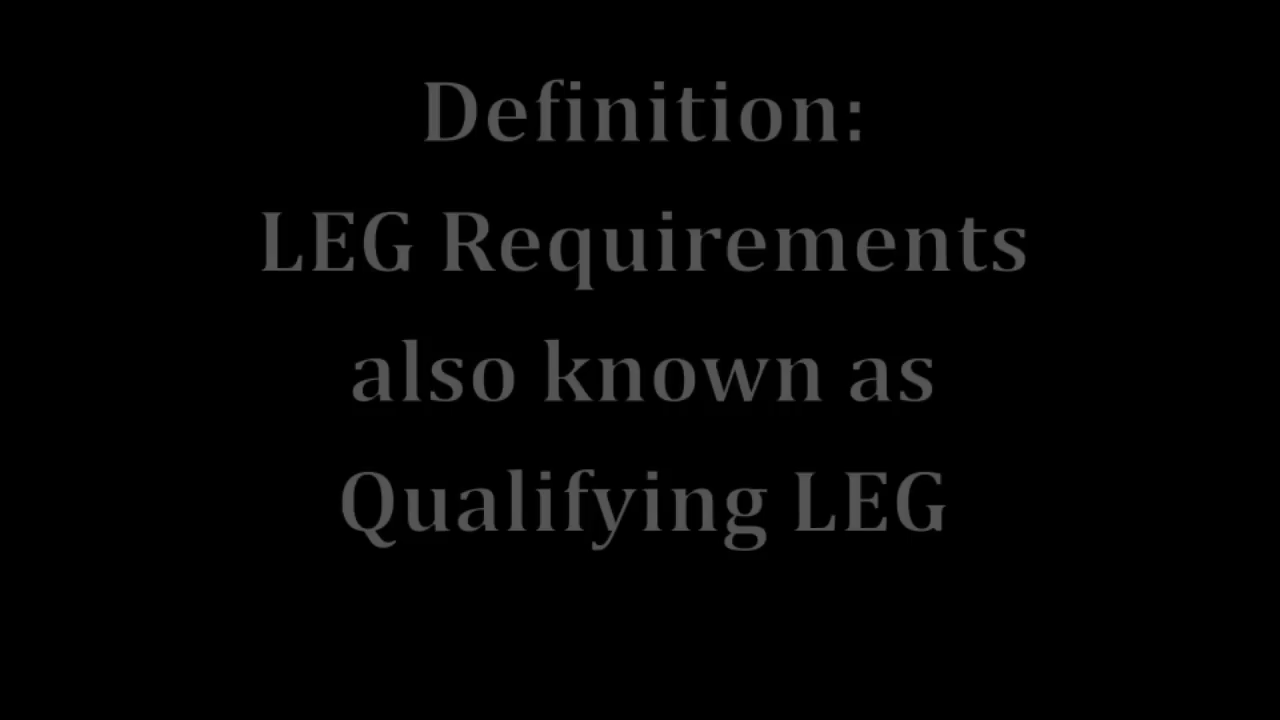 Definition:
LEG Requirements
also known as
Qualifying LEG